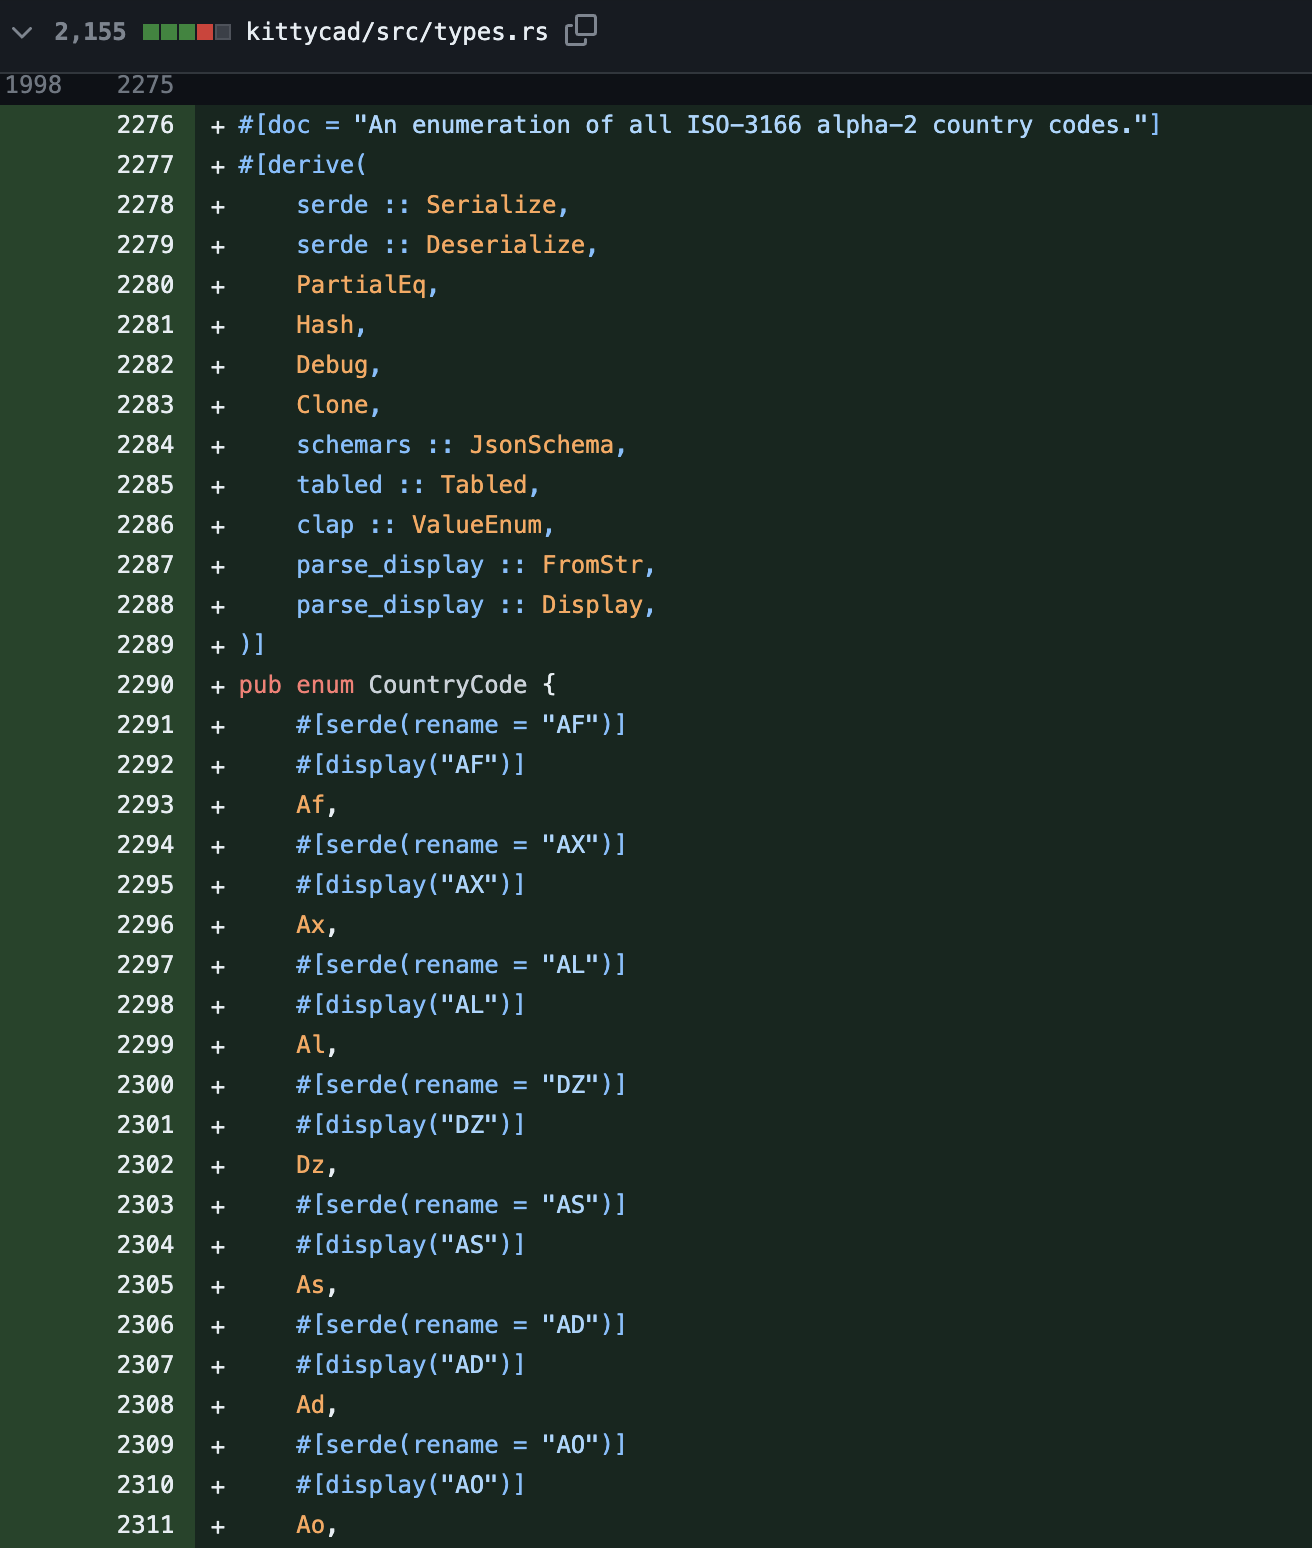 2,155 kittycad/src/types.rs
1998 2275
2276 + #[doc = "An enumeration of all ISO-3166 alpha-2 country codes."]
2277 + #[derive(
2278 +     serde :: Serialize,
2279 +     serde :: Deserialize,
2280 +     PartialEq,
2281 +     Hash,
2282 +     Debug,
2283 +     Clone,
2284 +     schemars :: JsonSchema,
2285 +     tabled :: Tabled,
2286 +     clap :: ValueEnum,
2287 +     parse_display :: FromStr,
2288 +     parse_display :: Display,
2289 + )]
2290 + pub enum CountryCode {
2291 +     #[serde(rename = "AF")]
2292 +     #[display("AF")]
2293 +     Af,
2294 +     #[serde(rename = "AX")]
2295 +     #[display("AX")]
2296 +     Ax,
2297 +     #[serde(rename = "AL")]
2298 +     #[display("AL")]
2299 +     Al,
2300 +     #[serde(rename = "DZ")]
2301 +     #[display("DZ")]
2302 +     Dz,
2303 +     #[serde(rename = "AS")]
2304 +     #[display("AS")]
2305 +     As,
2306 +     #[serde(rename = "AD")]
2307 +     #[display("AD")]
2308 +     Ad,
2309 +     #[serde(rename = "AO")]
2310 +     #[display("AO")]
2311 +     Ao,